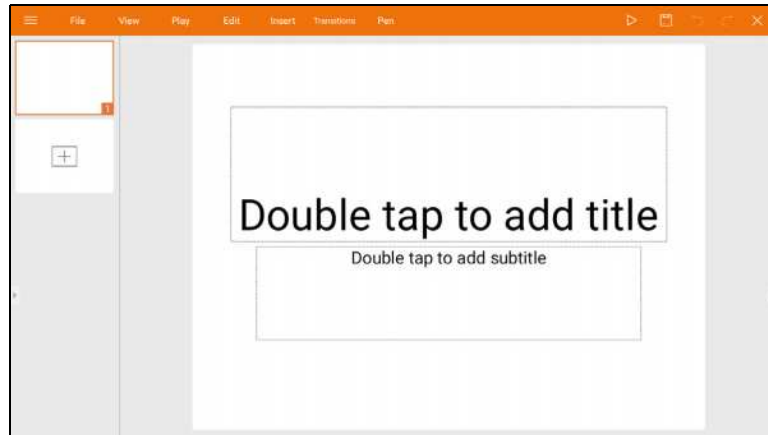 File View Play Edit Insert Transitions Pen
1
Double tap to add title
Double tap to add subtitle